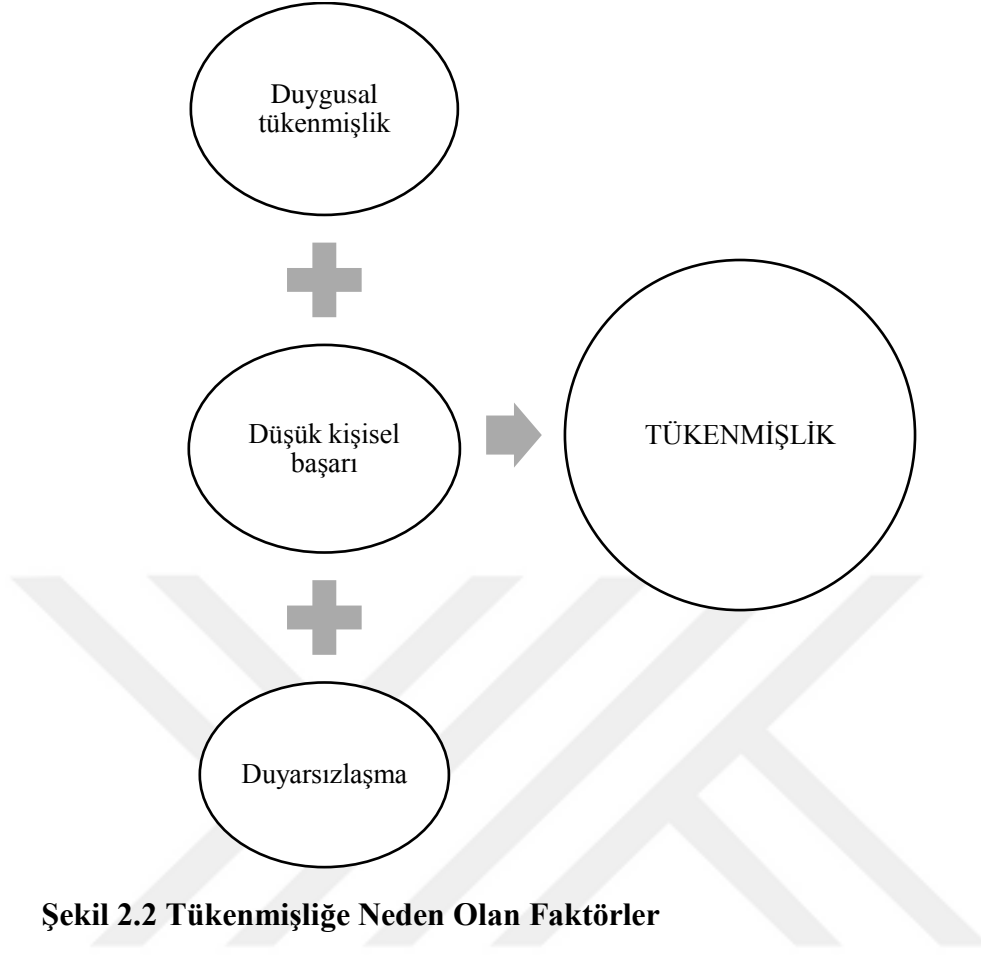 Duygusal
tükenmişlik
Düşük kişisel
başarı
TÜKENMİŞLİK
Duyarsızlaşma
Şekil 2.2 Tükenmişliğe Neden Olan Faktörler